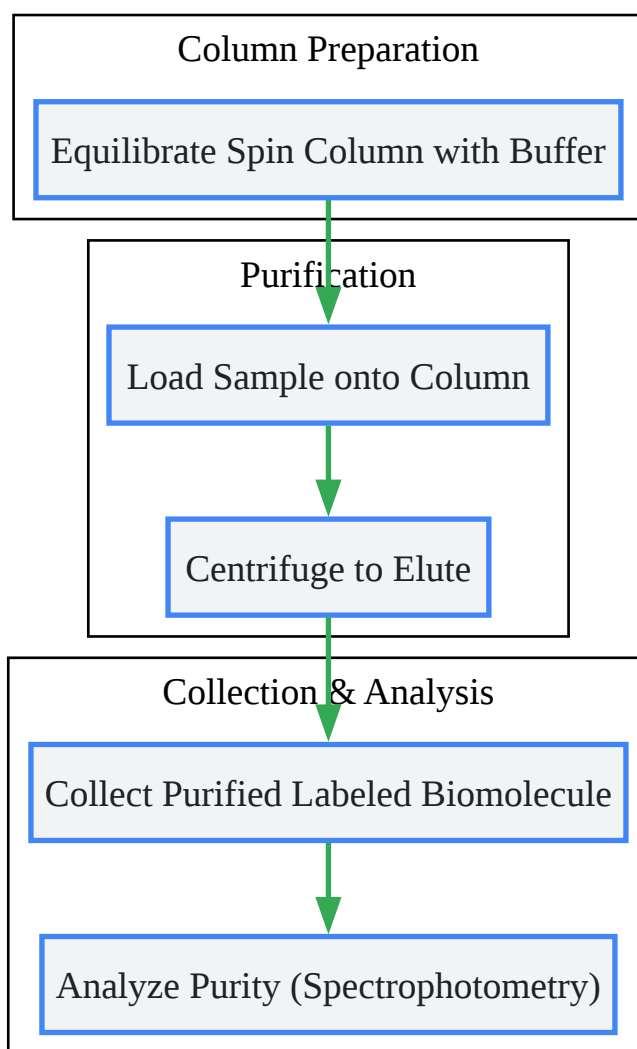 Column Preparation
Equilibrate Spin Column with Buffer
Purification
Load Sample onto Column
Centrifuge to Elute
Collection & Analysis
Collect Purified Labeled Biomolecule
Analyze Purity (Spectrophotometry)